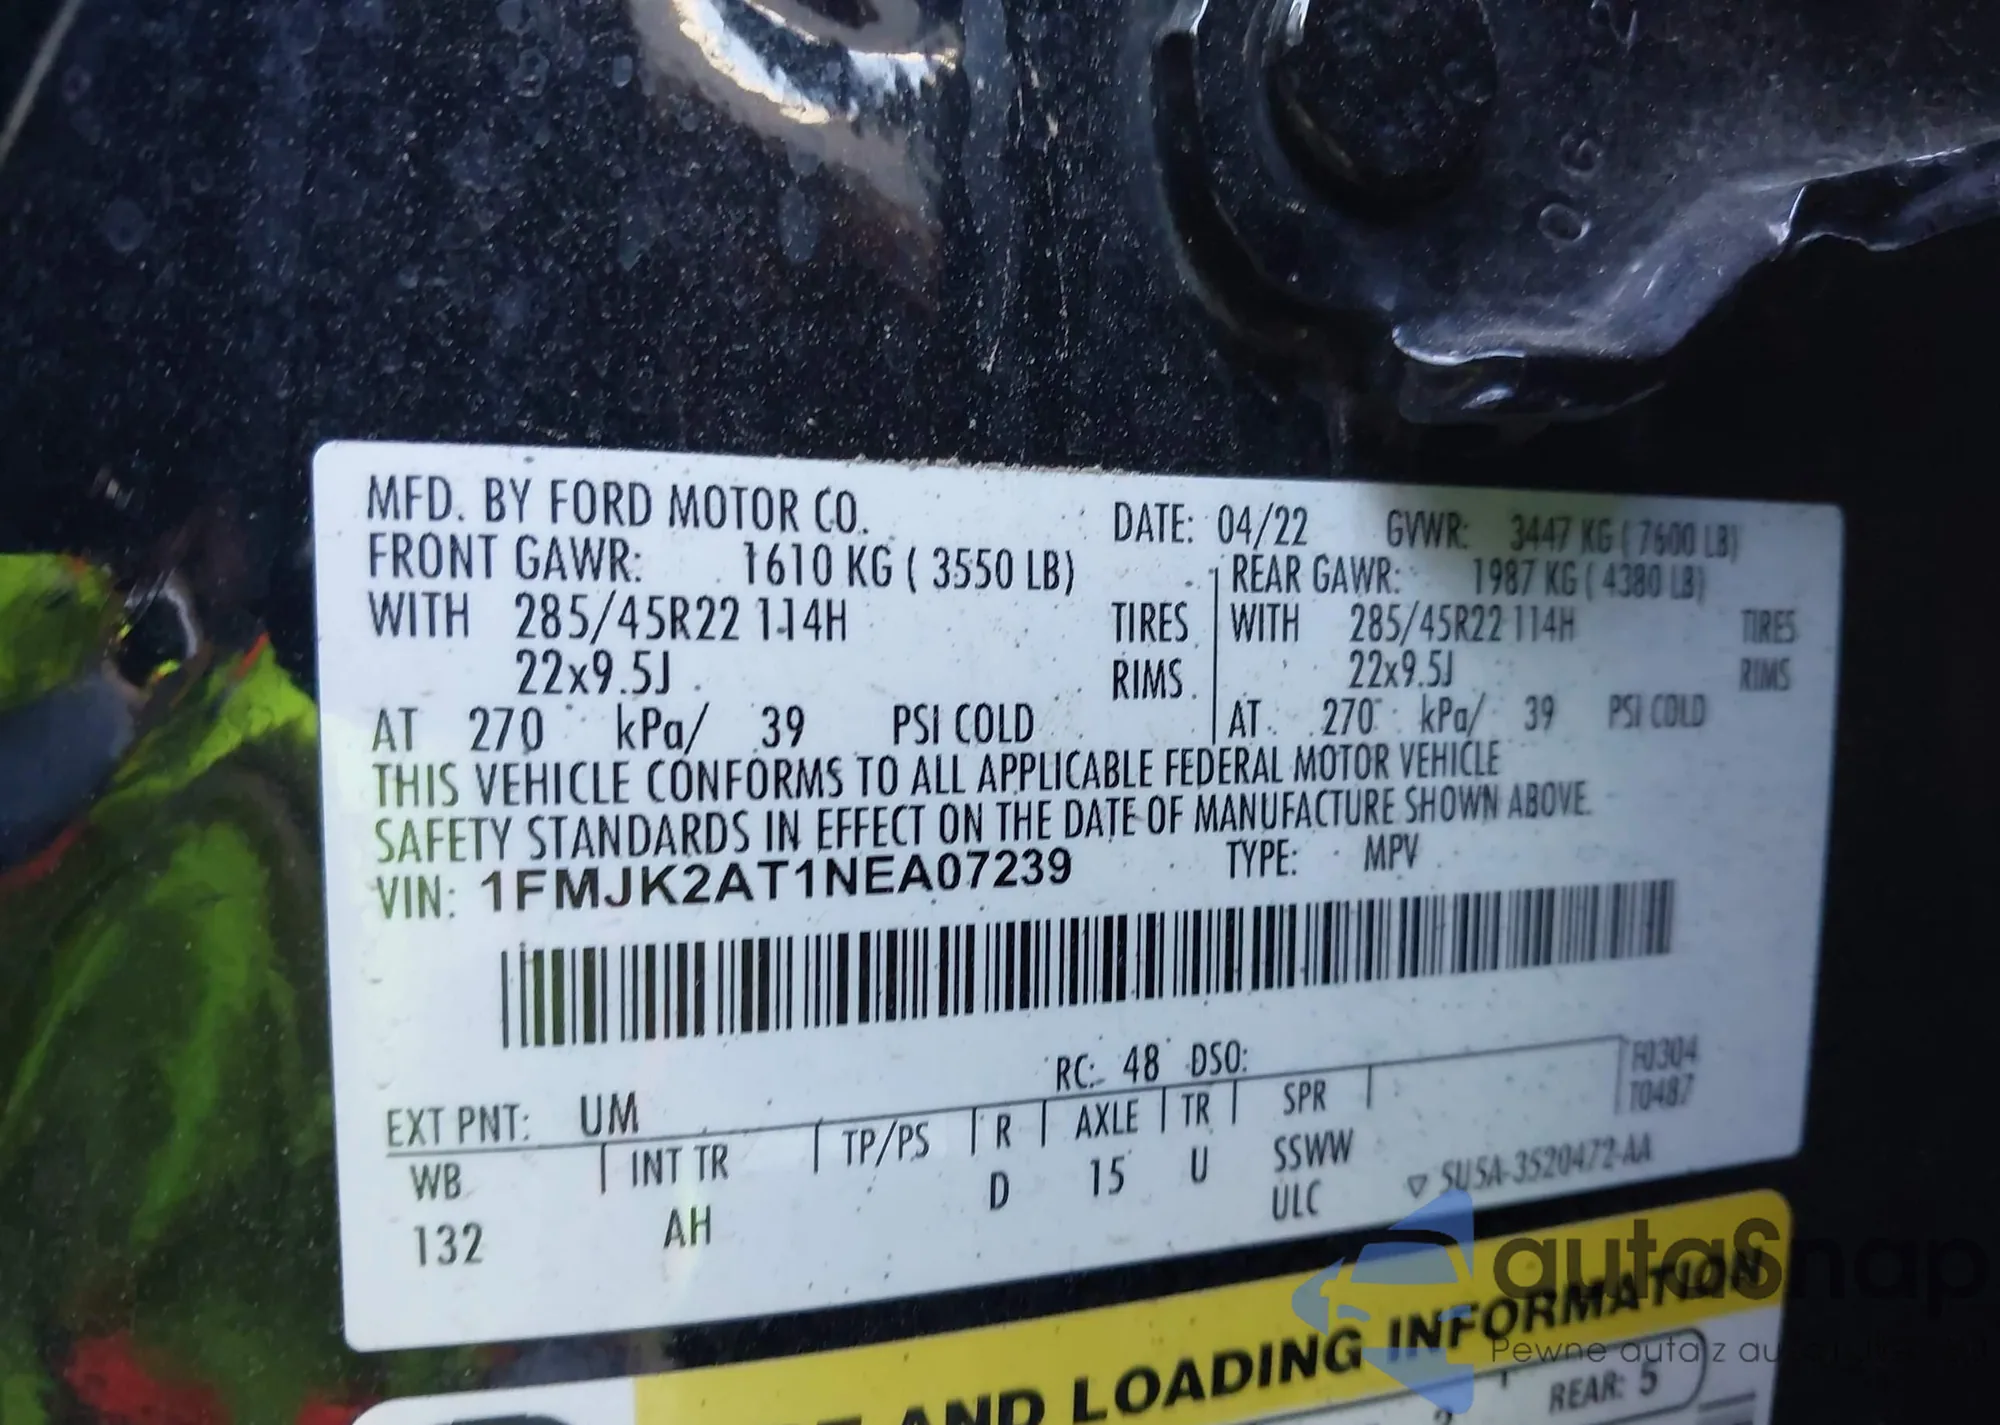 MFD. BY FORD MOTOR CO. DATE: 04/22 GVWR: 3447 KG ( 7600 LB)
FRONT GAWR: 1610 KG ( 3550 LB) REAR GAWR: 1987 KG ( 4380 LB)
WITH 285/45R22 114H TIRES WITH 285/45R22 114H TIRES
22x9.5J RIMS 22x9.5J RIMS
AT 270 kPa/ 39 PSI COLD AT 270 kPa/ 39 PSI COLD
THIS VEHICLE CONFORMS TO ALL APPLICABLE FEDERAL MOTOR VEHICLE
SAFETY STANDARDS IN EFFECT ON THE DATE OF MANUFACTURE SHOWN ABOVE.
VIN: 1FMJK2AT1NEA07239 TYPE: MPV
F0304
RC: 48 DSO: T0487
EXT PNT: UM
WB INT TR TP/PS R AXLE TR SPR
132 AH D 15 U SSWW
ULC
▽ SU5A-3520472-AA
autasnap
Pewne auta z
AND LOADING INFORMATION
REAR: 5